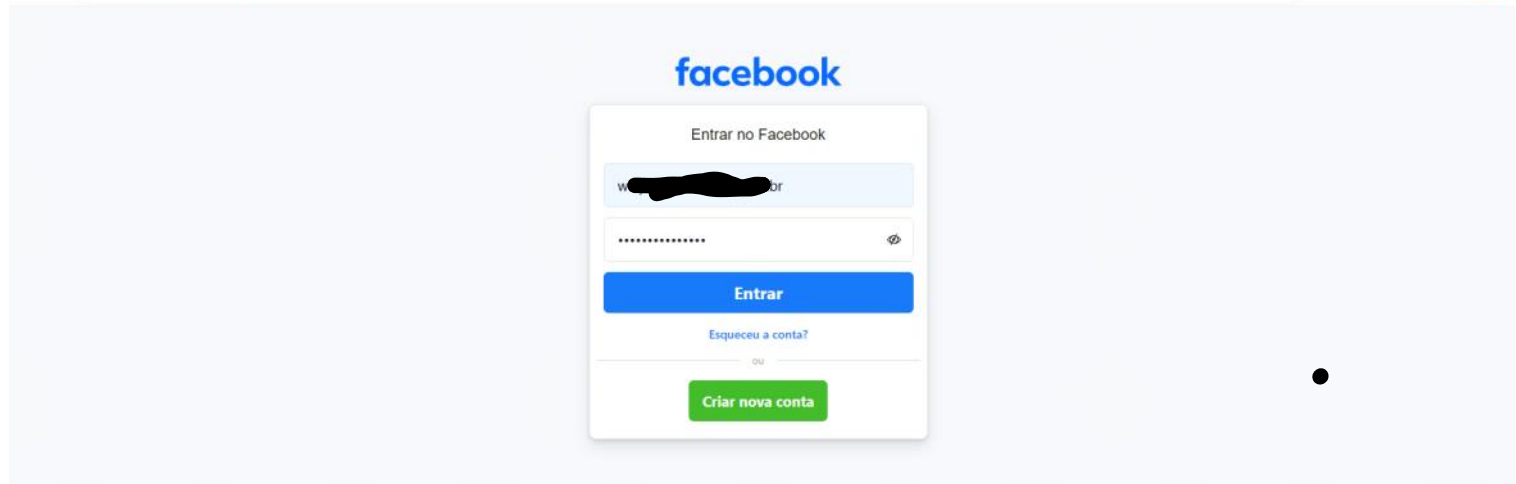 facebook
Entrar no Facebook
•••••••••••••••
Entrar
Esqueceu a conta?
ou
Criar nova conta